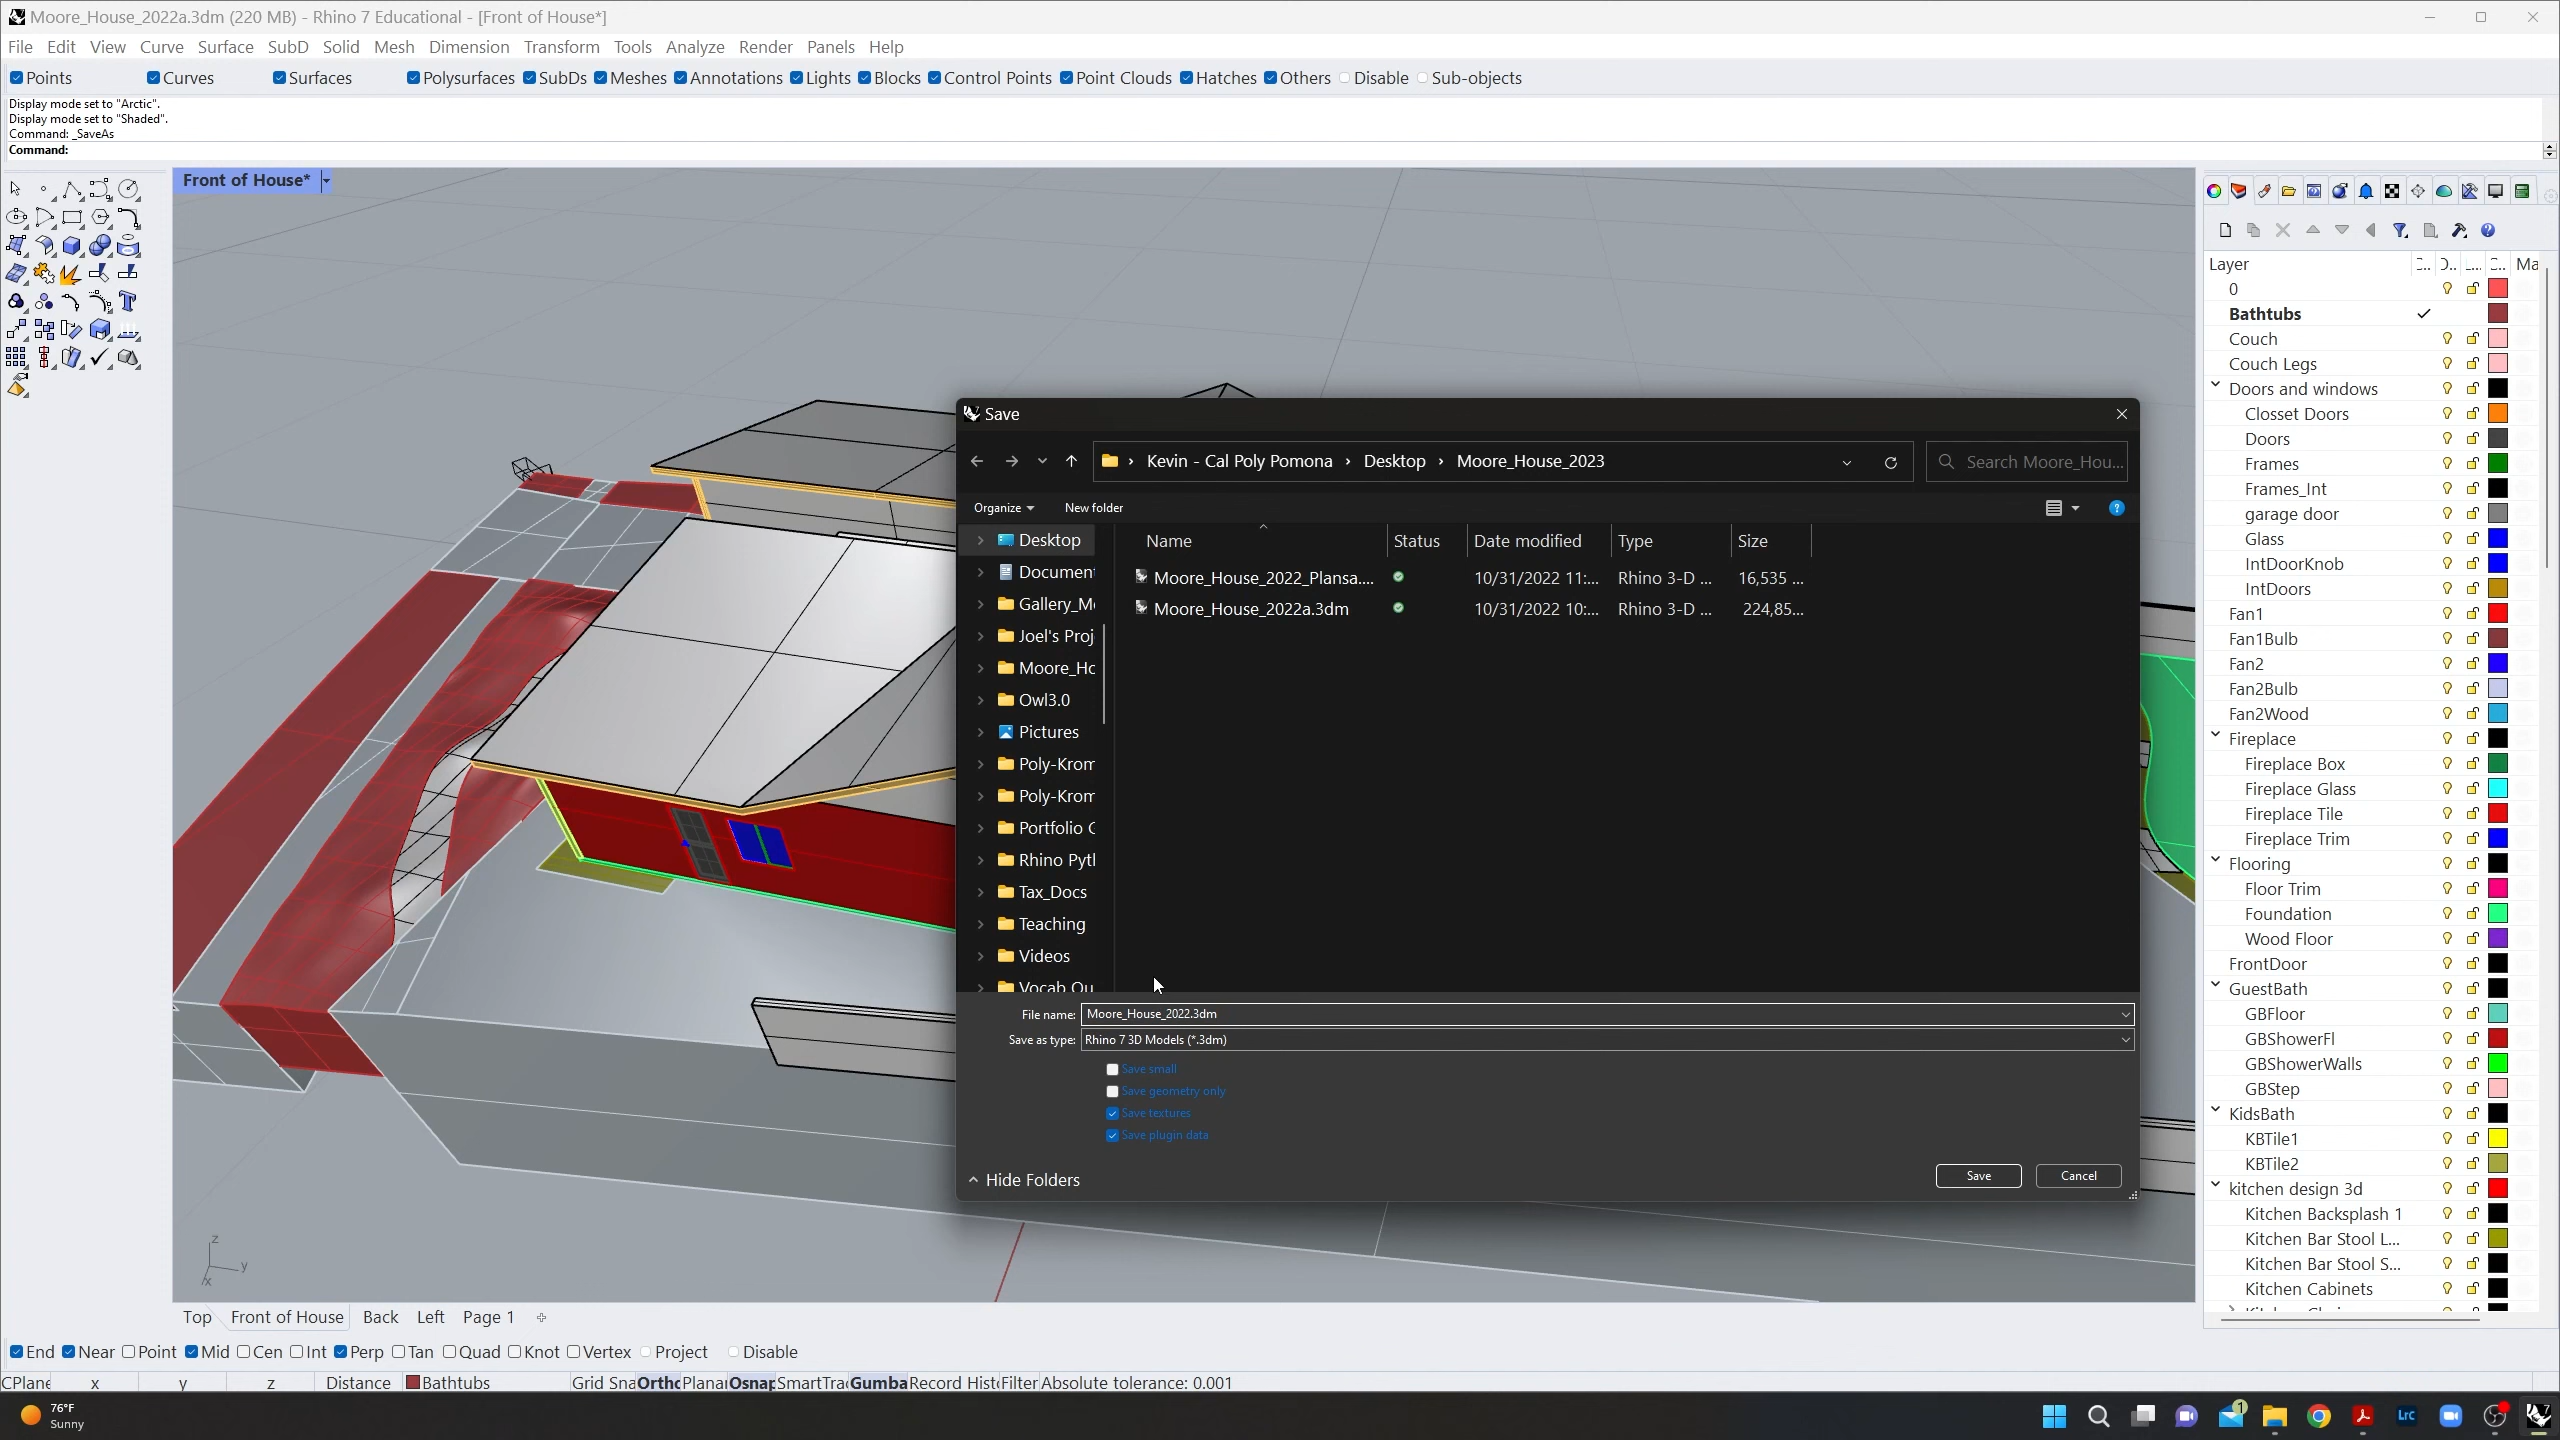 Moore_House_2022a.3dm (220 MB) - Rhino 7 Educational - [Front of House*]
File Edit View Curve Surface SubD Solid Mesh Dimension Transform Tools Analyze Render Panels Help
Points Curves Surfaces Polysurfaces SubDs Meshes Annotations Lights Blocks Control Points Point Clouds Hatches Others Disable Sub-objects
Display mode set to "Arctic".
Display mode set to "Shaded".
Command: _SaveAs
Command:
Front of House*
Save
Kevin - Cal Poly Pomona › Desktop › Moore_House_2023
Search Moore_Hou...
Organize New folder
Desktop
Document
Gallery_M
Joel's Proj
Moore_Hc
Owl3.0
Pictures
Poly-Krom
Poly-Krom
Portfolio C
Rhino Pytl
Tax_Docs
Teaching
Videos
Vocab Qu
Name Status Date modified Type Size
Moore_House_2022_Plansa.... 10/31/2022 11:... Rhino 3-D ... 16,535 ...
Moore_House_2022a.3dm 10/31/2022 10:... Rhino 3-D ... 224,85...
File name: Moore_House_2022.3dm
Save as type: Rhino 7 3D Models (*.3dm)
Save small
Save geometry only
Save textures
Save plugin data
Hide Folders
Save Cancel
Layer Ma
0
Bathtubs
Couch
Couch Legs
Doors and windows
Closset Doors
Doors
Frames
Frames_Int
garage door
Glass
IntDoorKnob
IntDoors
Fan1
Fan1Bulb
Fan2
Fan2Bulb
Fan2Wood
Fireplace
Fireplace Box
Fireplace Glass
Fireplace Tile
Fireplace Trim
Flooring
Floor Trim
Foundation
Wood Floor
FrontDoor
GuestBath
GBFloor
GBShowerFl
GBShowerWalls
GBStep
KidsBath
KBTile1
KBTile2
kitchen design 3d
Kitchen Backsplash 1
Kitchen Bar Stool L...
Kitchen Bar Stool S...
Kitchen Cabinets
z
y
x
Top Front of House Back Left Page 1
End Near Point Mid Cen Int Perp Tan Quad Knot Vertex Project Disable
CPlane x y z Distance Bathtubs Grid Sna Ortho Planar Osnap SmartTra Gumba Record Histo Filter Absolute tolerance: 0.001
76°F
Sunny
1
LrC